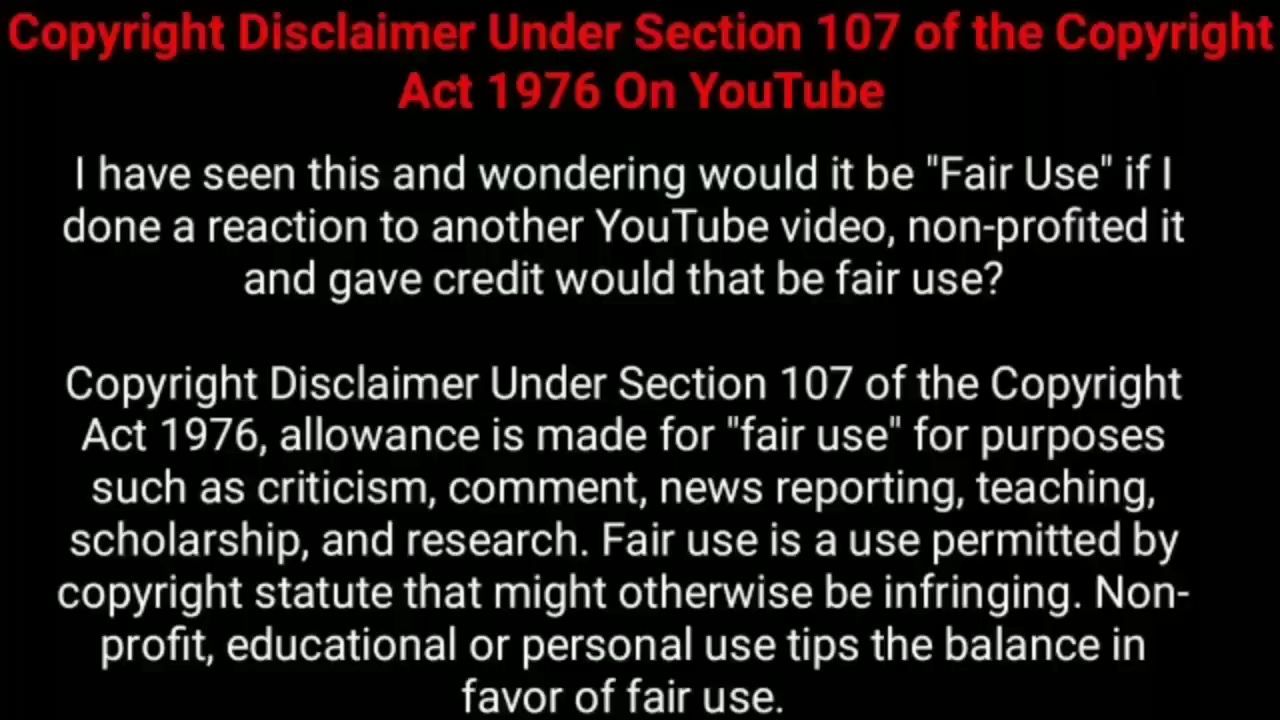 Copyright Disclaimer Under Section 107 of the Copyright
Act 1976 On YouTube
I have seen this and wondering would it be "Fair Use" if I
done a reaction to another YouTube video, non-profited it
and gave credit would that be fair use?
Copyright Disclaimer Under Section 107 of the Copyright
Act 1976, allowance is made for "fair use" for purposes
such as criticism, comment, news reporting, teaching,
scholarship, and research. Fair use is a use permitted by
copyright statute that might otherwise be infringing. Non-
profit, educational or personal use tips the balance in
favor of fair use.